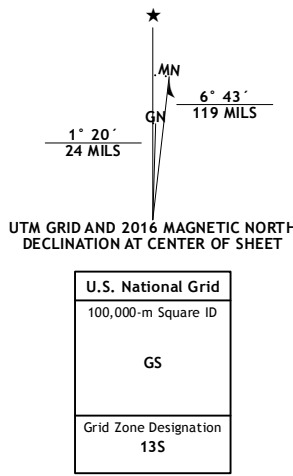 ★
MN
GN
6° 43´
119 MILS
1° 20´
24 MILS
UTM GRID AND 2016 MAGNETIC NORTH
DECLINATION AT CENTER OF SHEET
U.S. National Grid
100,000-m Square ID
GS
Grid Zone Designation
13S